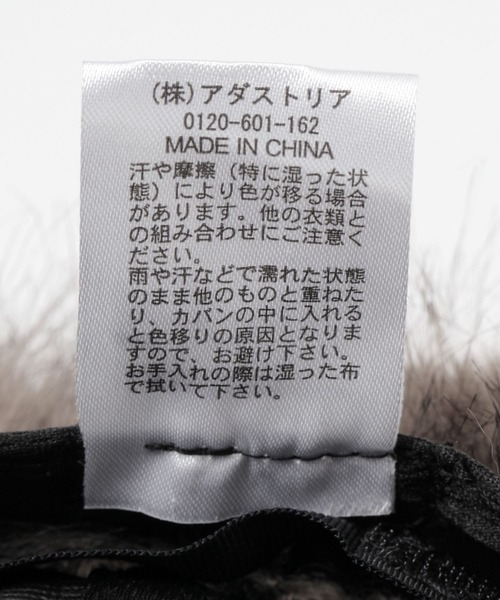 (株)アダストリア
0120-601-162
MADE IN CHINA
汗や摩擦（特に湿った状
態）により色が移る場合
があります。他の衣類と
の組み合わせにご注意く
ださい。
雨や汗などで濡れた状態
のまま他のものと重ねた
り、カバンの中に入れる
と色移りの原因となりま
すので、お避け下さい。
お手入れの際は湿った布
で拭いて下さい。